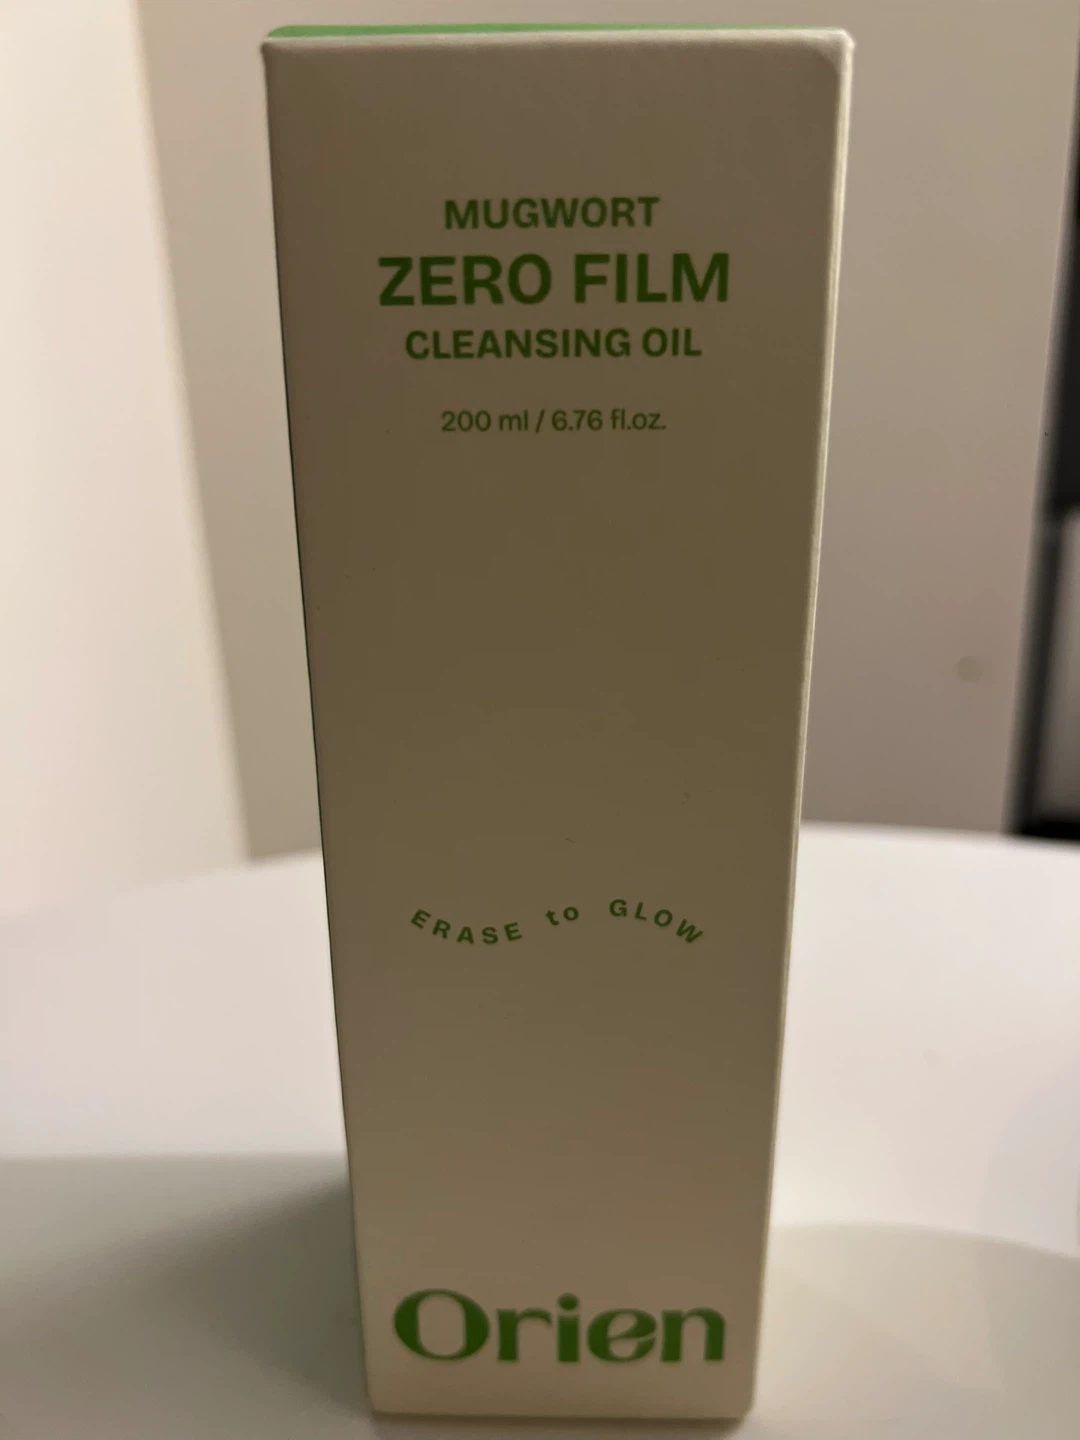 MUGWORT
ZERO FILM
CLEANSING OIL
200 ml / 6.76 fl.oz.
ERASE to GLOW
Orien